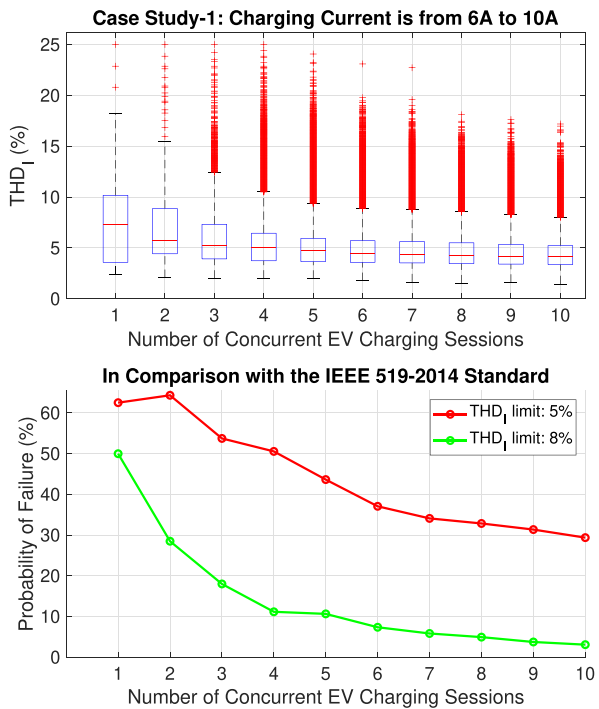 Case Study-1: Charging Current is from 6A to 10A
THD_I (%)
25
20
15
10
5
0
1 2 3 4 5 6 7 8 9 10
Number of Concurrent EV Charging Sessions
In Comparison with the IEEE 519-2014 Standard
Probability of Failure (%)
60
50
40
30
20
10
0
THD_I limit: 5%
THD_I limit: 8%
1 2 3 4 5 6 7 8 9 10
Number of Concurrent EV Charging Sessions